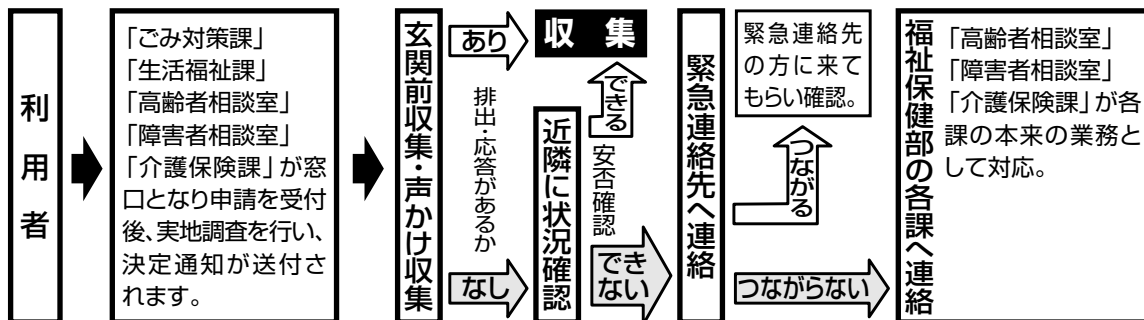 利用者
「ごみ対策課」
「生活福祉課」
「高齢者相談室」
「障害者相談室」
「介護保険課」が窓
口となり申請を受付
後、実地調査を行い、
決定通知が送付さ
れます。
玄関前収集・声かけ収集
排出・応答があるか
あり
収集
なし
近隣に状況確認
安否確認
できる
でき
ない
緊急連絡先へ連絡
つながる
緊急連絡先
の方に来て
もらい確認。
つながらない
福祉保健部の各課へ連絡
「高齢者相談室」
「障害者相談室」
「介護保険課」が各
課の本来の業務と
して対応。